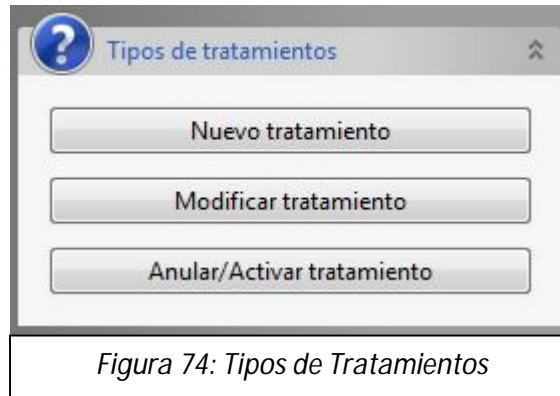 Tipos de tratamientos
Nuevo tratamiento
Modificar tratamiento
Anular/Activar tratamiento
Figura 74: Tipos de Tratamientos